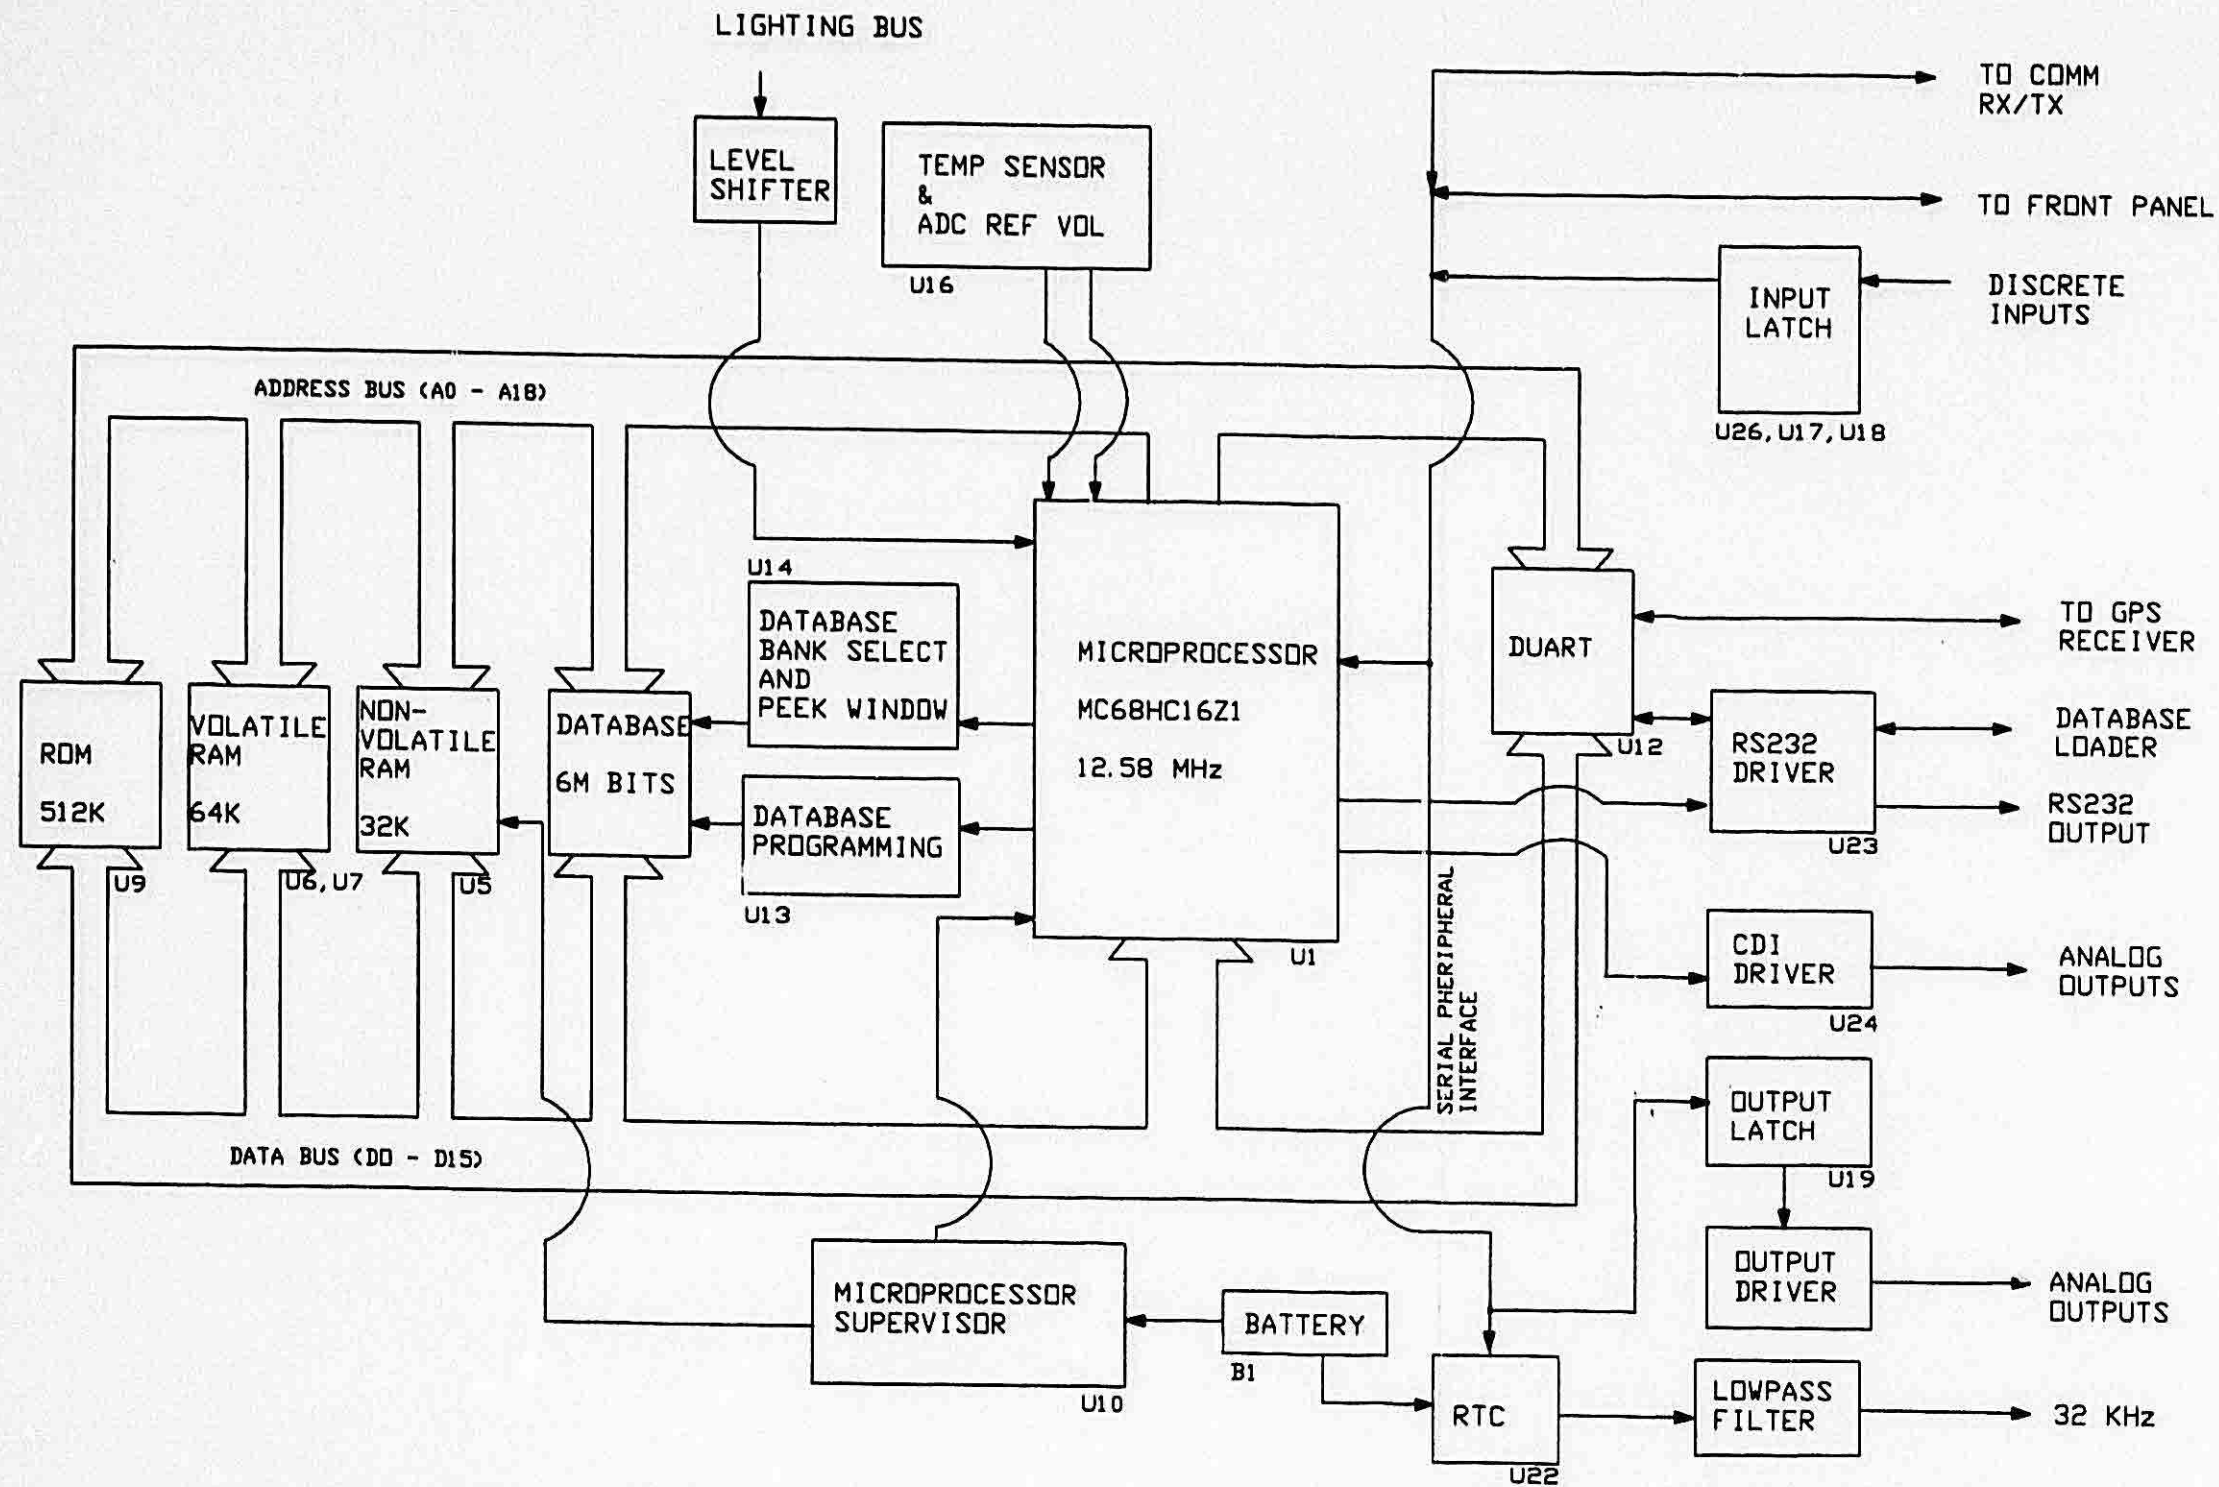 LIGHTING BUS
TO COMM
RX/TX
LEVEL
SHIFTER
TEMP SENSOR
&
ADC REF VOL
U16
TO FRONT PANEL
INPUT
LATCH
U26, U17, U18
DISCRETE
INPUTS
ADDRESS BUS (A0 - A18)
U14
DATABASE
BANK SELECT
AND
PEEK WINDOW
MICROPROCESSOR
MC68HC16Z1
12.58 MHz
U1
DUART
U12
TO GPS
RECEIVER
ROM
512K
U9
VOLATILE
RAM
64K
U6, U7
NON-
VOLATILE
RAM
32K
U5
DATABASE
6M BITS
DATABASE
PROGRAMMING
U13
RS232
DRIVER
U23
DATABASE
LOADER
RS232
OUTPUT
SERIAL PHERIPHERAL
INTERFACE
CDI
DRIVER
U24
ANALOG
OUTPUTS
DATA BUS (D0 - D15)
OUTPUT
LATCH
U19
OUTPUT
DRIVER
ANALOG
OUTPUTS
MICROPROCESSOR
SUPERVISOR
U10
BATTERY
B1
RTC
U22
LOWPASS
FILTER
32 KHz